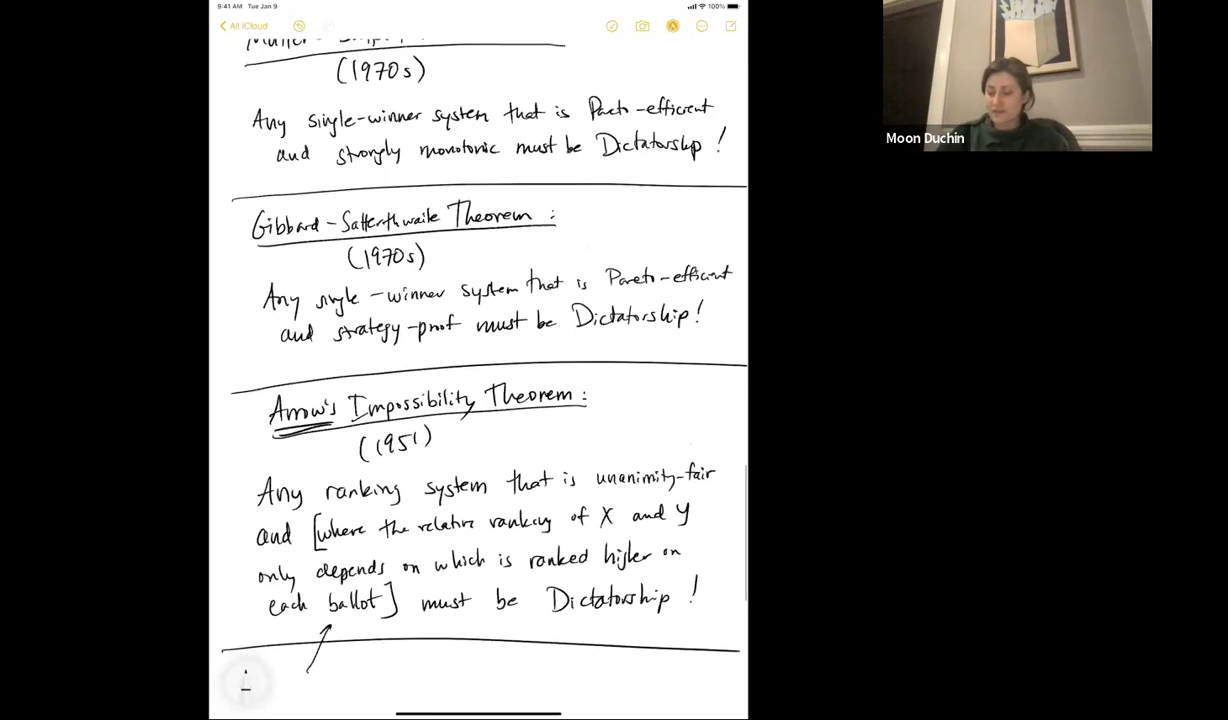 9:41 AM Tue Jan 9
100%
All iCloud
(1970s)
Any single-winner system that is Pareto-efficient
and strongly monotonic must be Dictatorship!
Gibbard-Satterthwaite Theorem:
(1970s)
Any single-winner system that is Pareto-efficient
and strategy-proof must be Dictatorship!
Arrow's Impossibility Theorem:
(1951)
Any ranking system that is unanimity-fair
and [where the relative ranking of X and Y
only depends on which is ranked higher on
each ballot] must be Dictatorship!
Moon Duchin